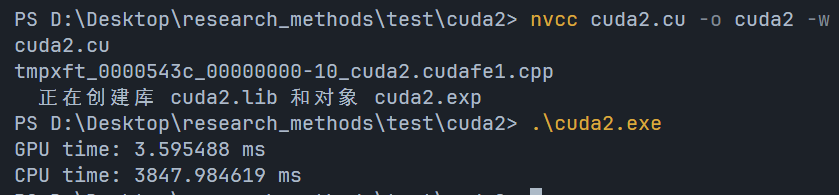 PS D:\Desktop\research_methods\test\cuda2> nvcc cuda2.cu -o cuda2 -w
cuda2.cu
tmpxft_0000543c_00000000-10_cuda2.cudafe1.cpp
  正在创建库 cuda2.lib 和对象 cuda2.exp
PS D:\Desktop\research_methods\test\cuda2> .\cuda2.exe
GPU time: 3.595488 ms
CPU time: 3847.984619 ms